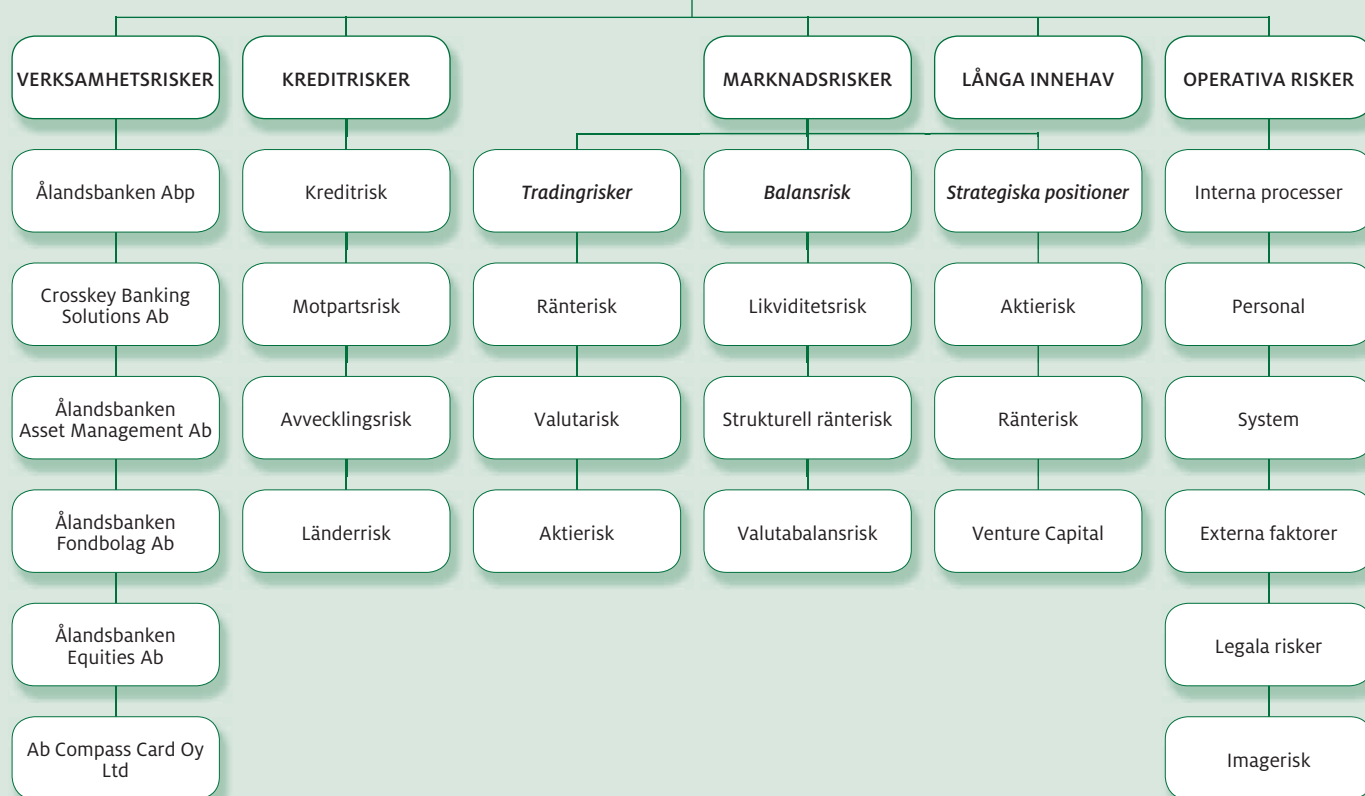 VERKSAMHETSRISKER
KREDITRISKER
MARKNADSRISKER
LÅNGA INNEHAV
OPERATIVA RISKER
Ålandsbanken Abp
Kreditrisk
Tradingrisker
Balansrisk
Strategiska positioner
Interna processer
Crosskey Banking
Solutions Ab
Motpartsrisk
Ränterisk
Likviditetsrisk
Aktierisk
Personal
Ålandsbanken
Asset Management Ab
Avvecklingsrisk
Valutarisk
Strukturell ränterisk
Ränterisk
System
Ålandsbanken
Fondbolag Ab
Länderrisk
Aktierisk
Valutabalansrisk
Venture Capital
Externa faktorer
Ålandsbanken
Equities Ab
Legala risker
Ab Compass Card Oy
Ltd
Imagerisk